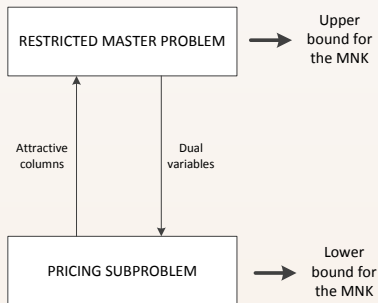 RESTRICTED MASTER PROBLEM
Upper
bound for
the MNK
Attractive
columns
Dual
variables
PRICING SUBPROBLEM
Lower
bound for
the MNK